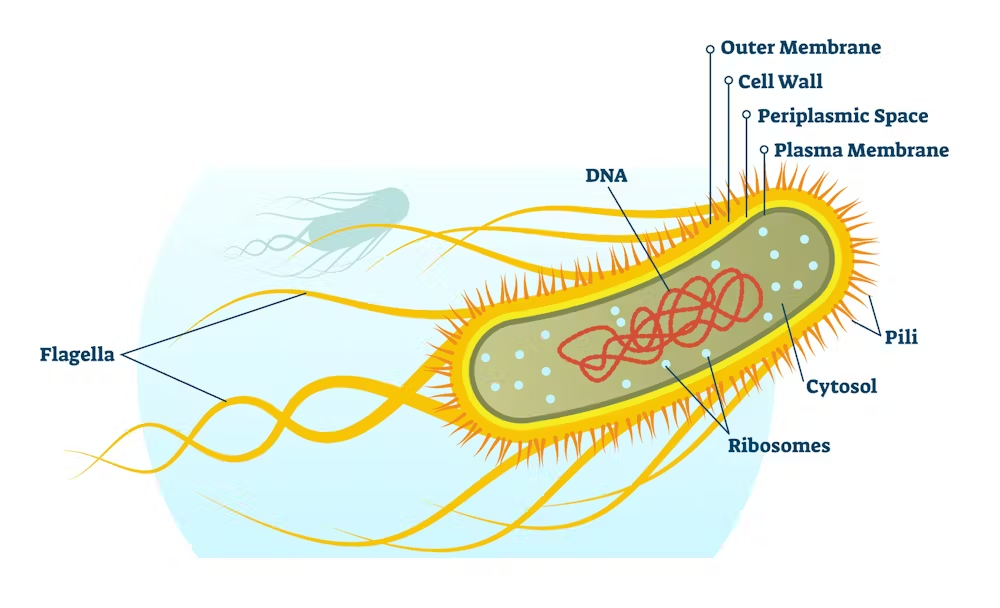 Outer Membrane
Cell Wall
Periplasmic Space
Plasma Membrane
DNA
Flagella
Pili
Cytosol
Ribosomes